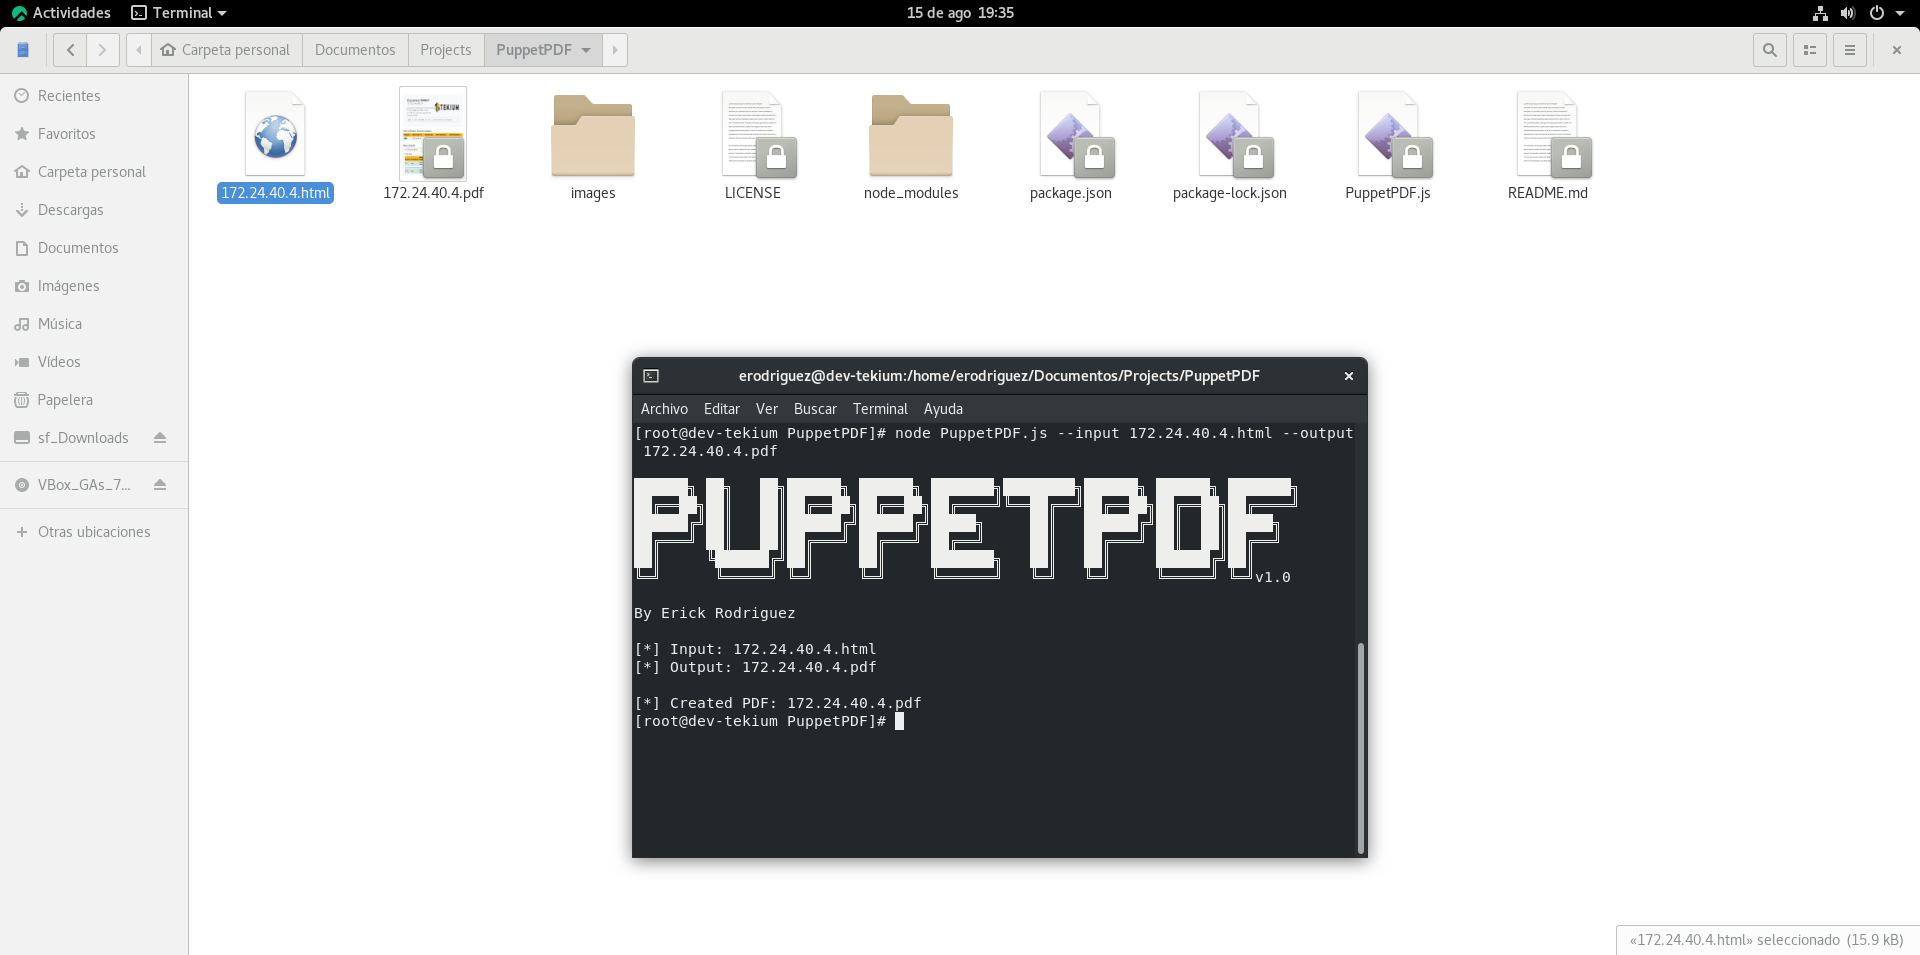 Actividades
Terminal
15 de ago 19:35
Carpeta personal
Documentos
Projects
PuppetPDF
Recientes
Favoritos
Carpeta personal
Descargas
Documentos
Imágenes
Música
Vídeos
Papelera
sf_Downloads
VBox_GAs_7...
Otras ubicaciones
TEKIUM
172.24.40.4.html
172.24.40.4.pdf
images
LICENSE
node_modules
package.json
package-lock.json
PuppetPDF.js
README.md
erodriguez@dev-tekium:/home/erodriguez/Documentos/Projects/PuppetPDF
Archivo Editar Ver Buscar Terminal Ayuda
[root@dev-tekium PuppetPDF]# node PuppetPDF.js --input 172.24.40.4.html --output
172.24.40.4.pdf
PUPPETPDF
v1.0
By Erick Rodriguez
[*] Input: 172.24.40.4.html
[*] Output: 172.24.40.4.pdf
[*] Created PDF: 172.24.40.4.pdf
[root@dev-tekium PuppetPDF]#
«172.24.40.4.html» seleccionado (15.9 kB)